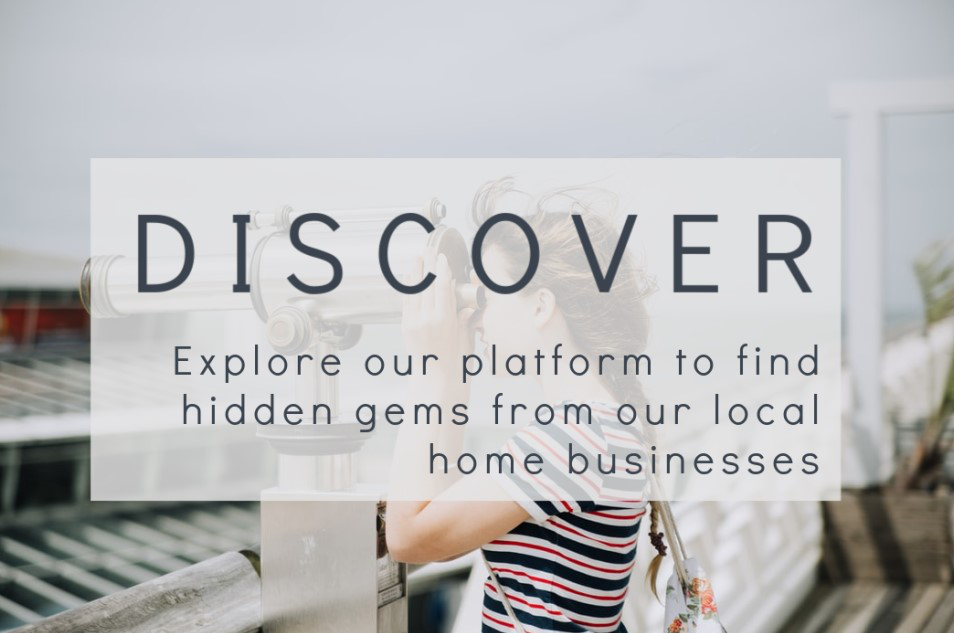 DISCOVER
Explore our platform to find
hidden gems from our local
home businesses